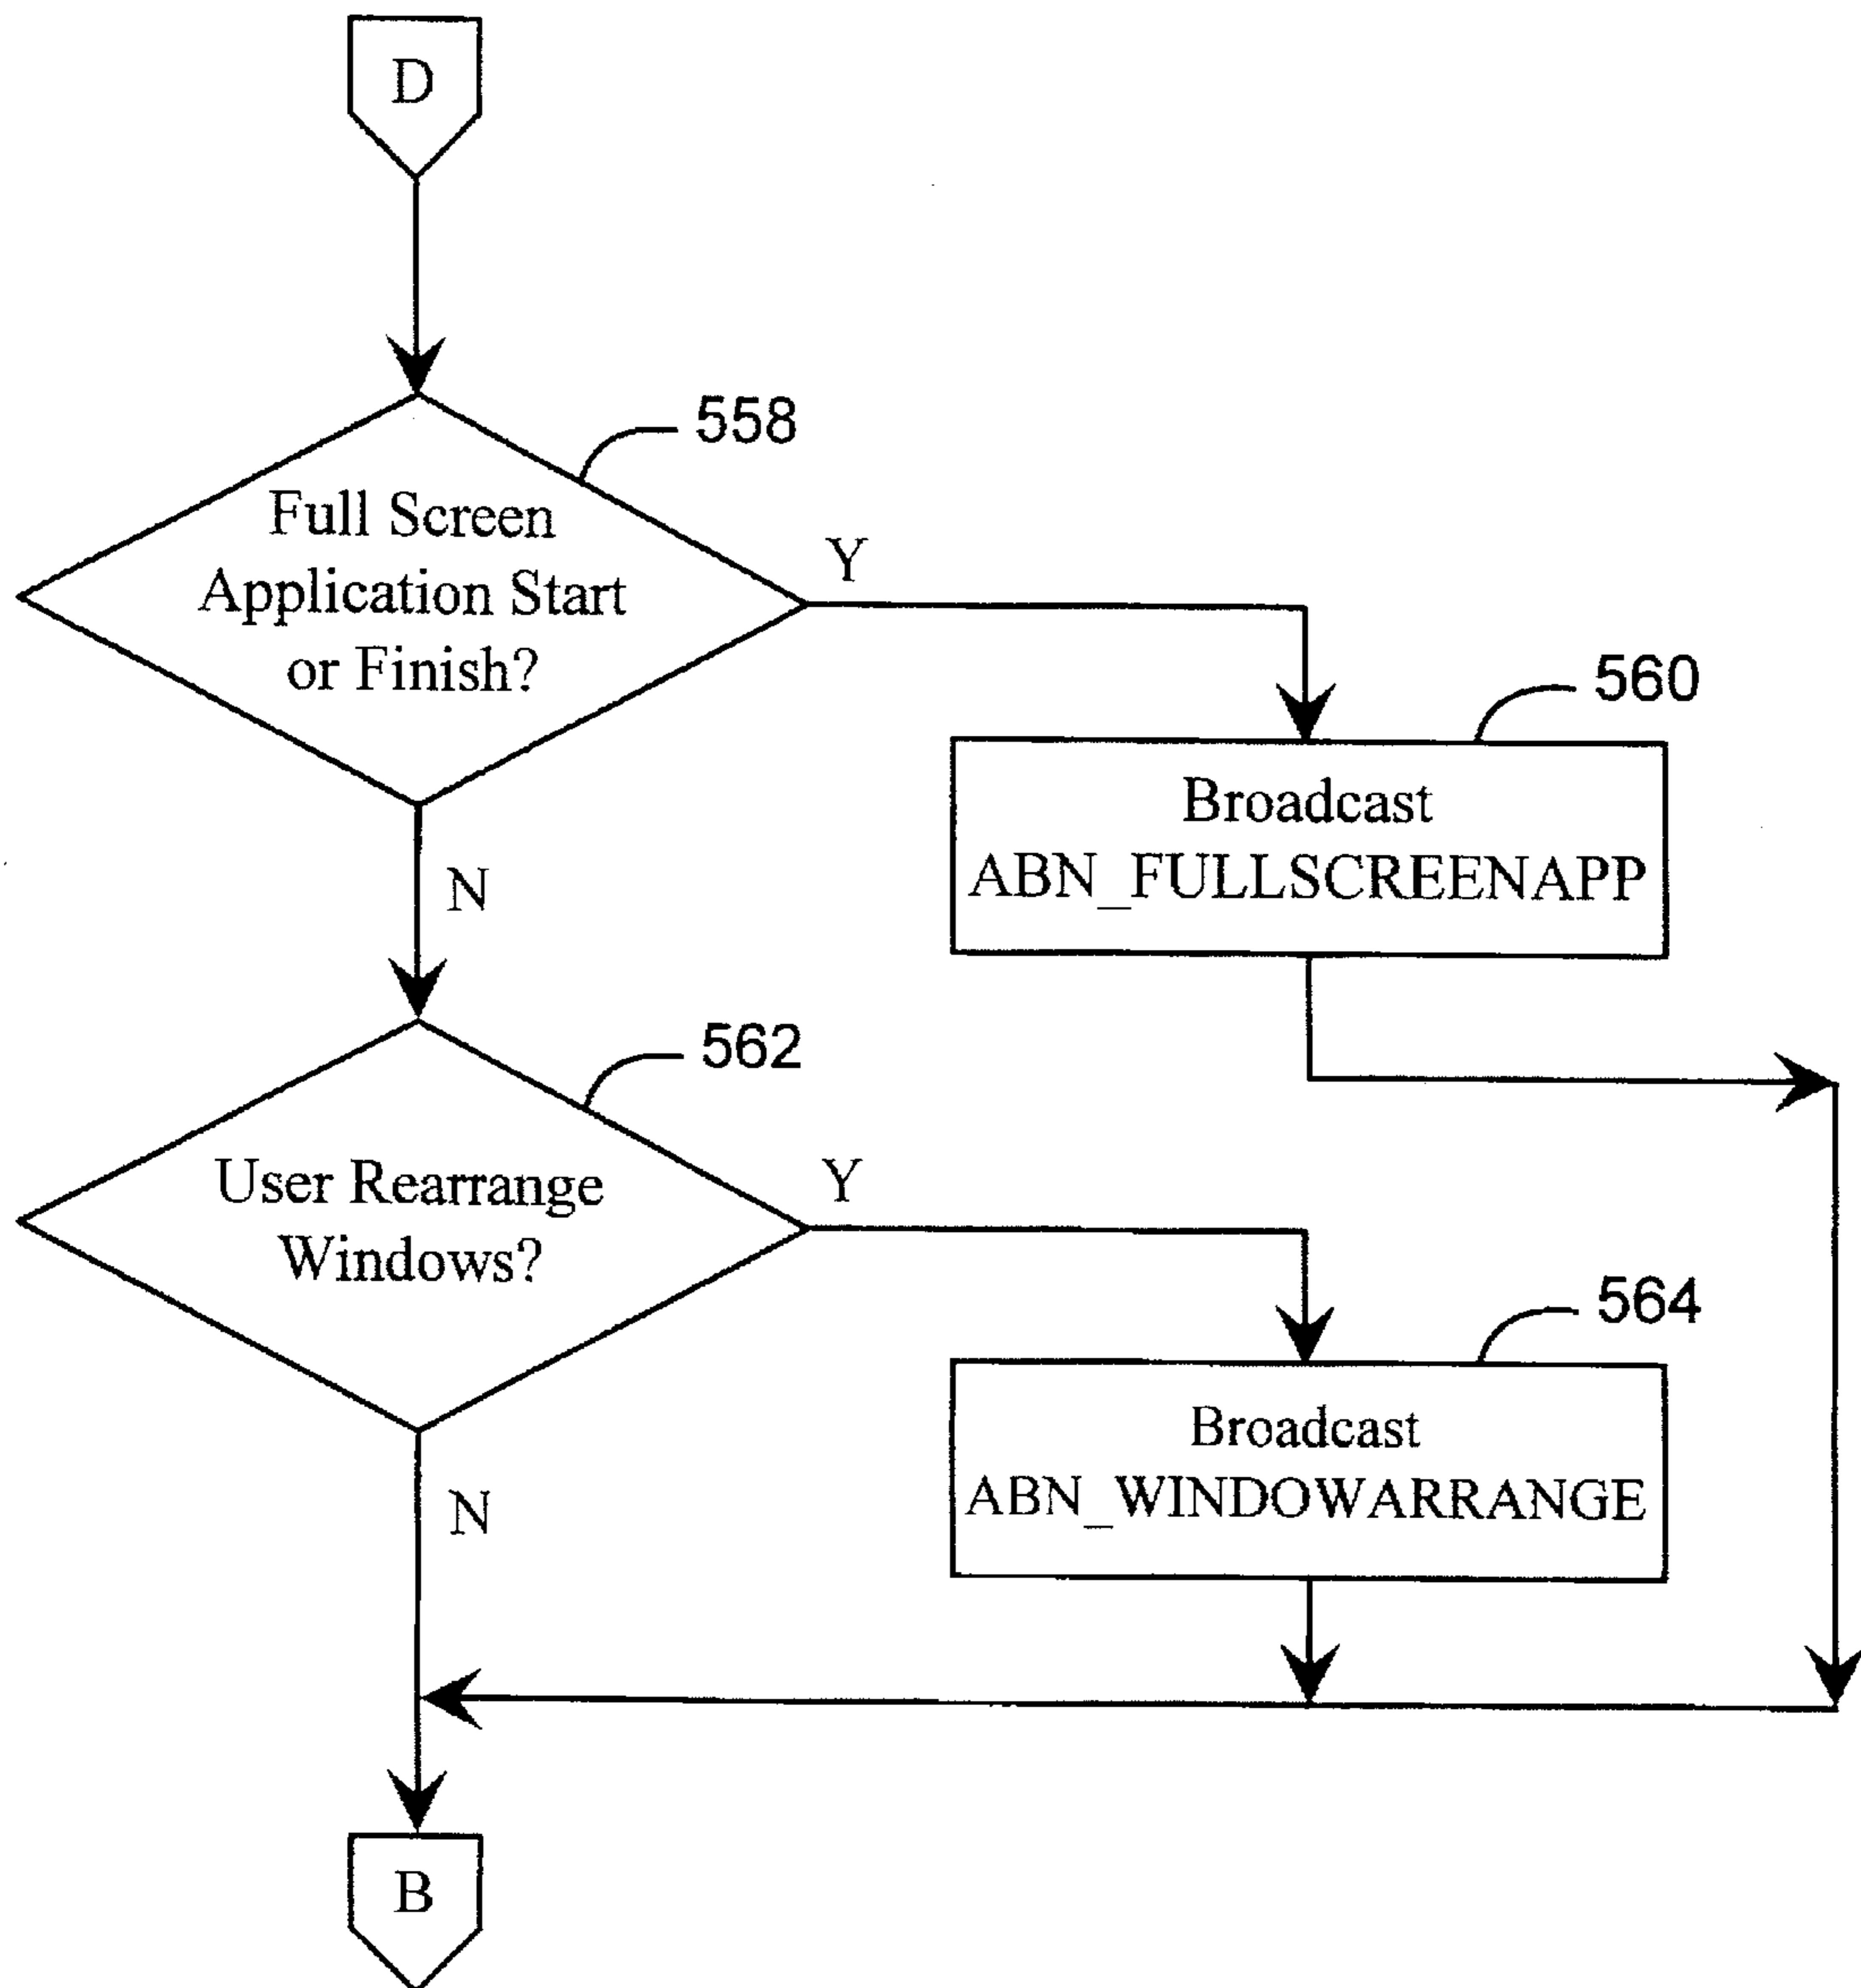 D
558
Full Screen
Application Start
or Finish?
Y
560
Broadcast
ABN_FULLSCREENAPP
N
562
User Rearrange
Windows?
Y
564
Broadcast
ABN_WINDOWARRANGE
N
B